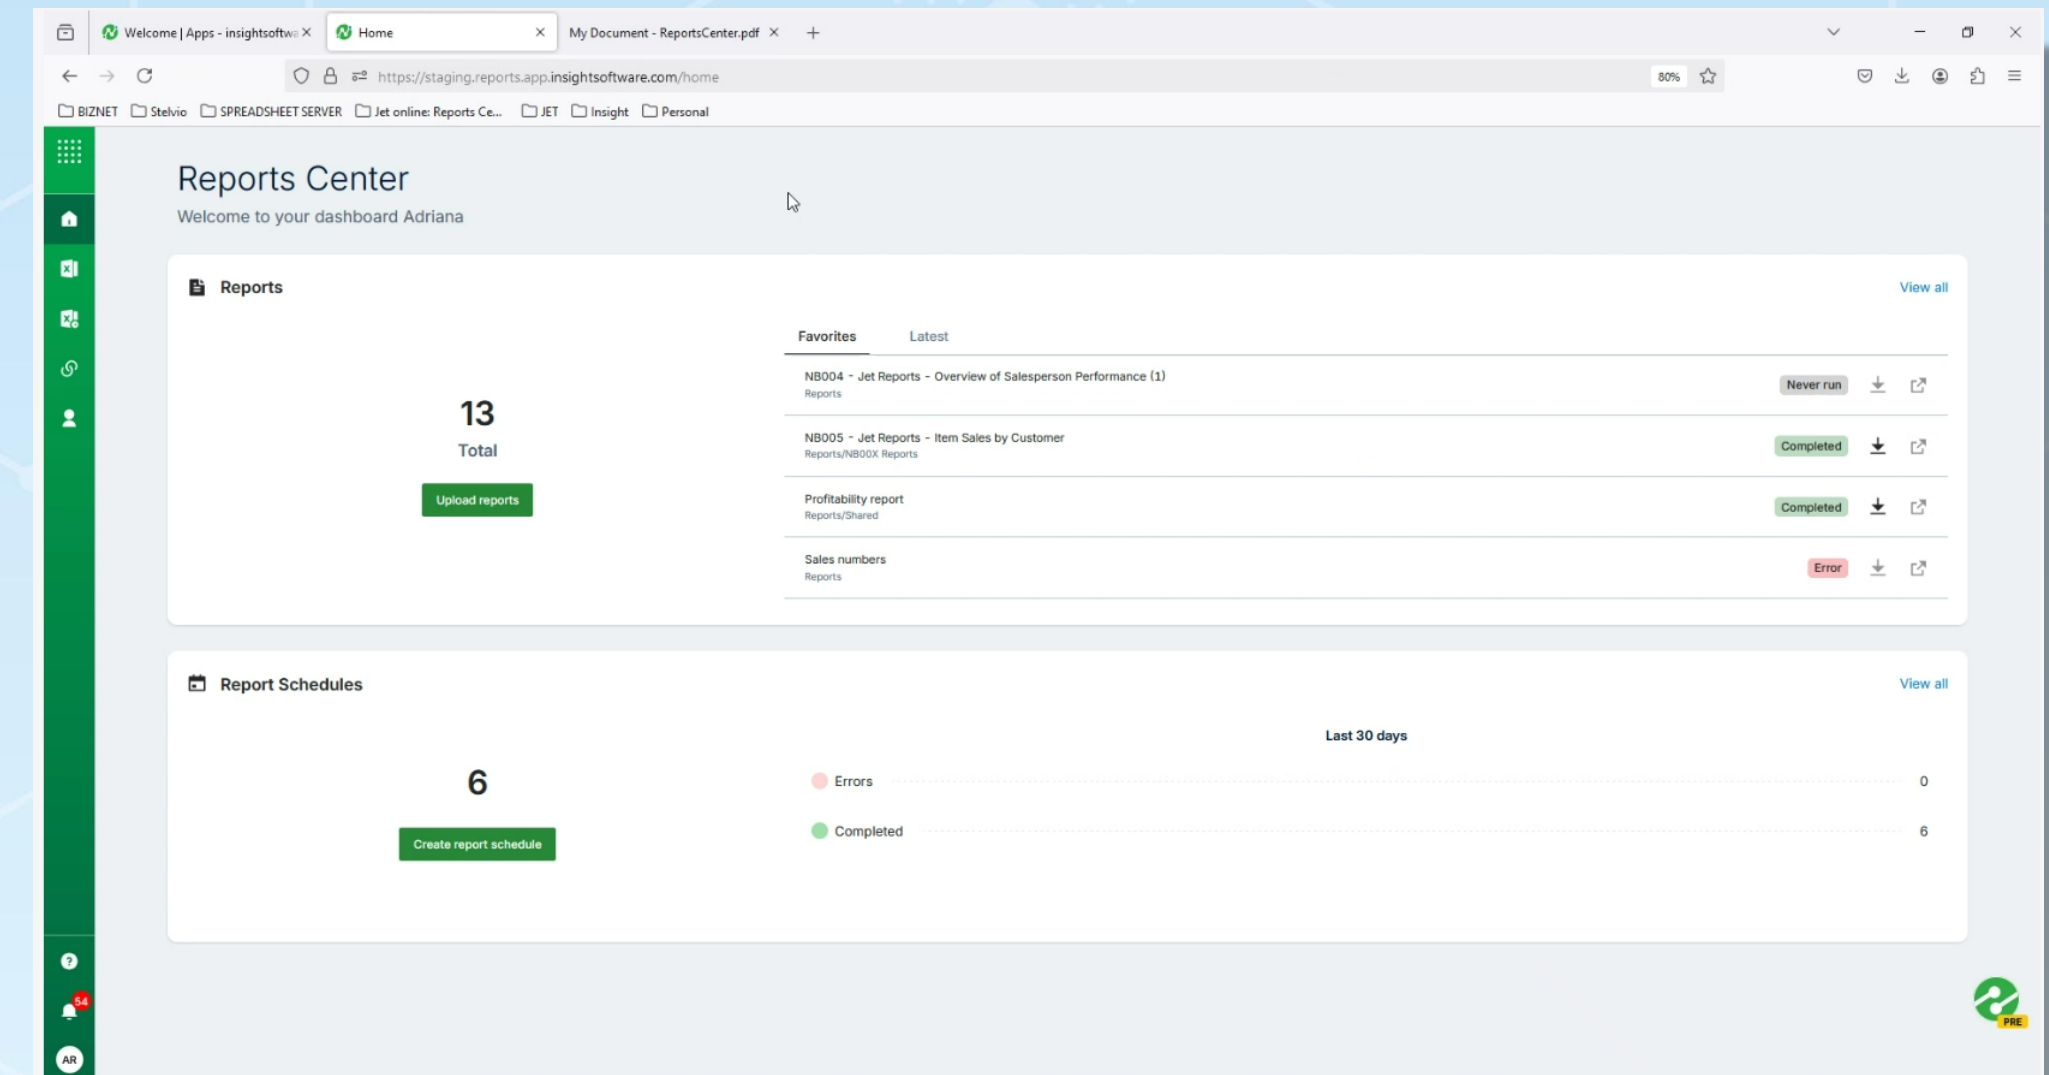 Welcome | Apps - insightsoftwa
Home
My Document - ReportsCenter.pdf
https://staging.reports.app.insightsoftware.com/home
80%
BIZNET
Stelvio
SPREADSHEET SERVER
Jet online: Reports Ce...
JET
Insight
Personal
Reports Center
Welcome to your dashboard Adriana
Reports
View all
13
Total
Upload reports
Favorites
Latest
NB004 - Jet Reports - Overview of Salesperson Performance (1)
Reports
Never run
NB005 - Jet Reports - Item Sales by Customer
Reports/NB00X Reports
Completed
Profitability report
Reports/Shared
Completed
Sales numbers
Reports
Error
Report Schedules
View all
6
Create report schedule
Last 30 days
Errors 0
Completed 6
54
AR
PRE